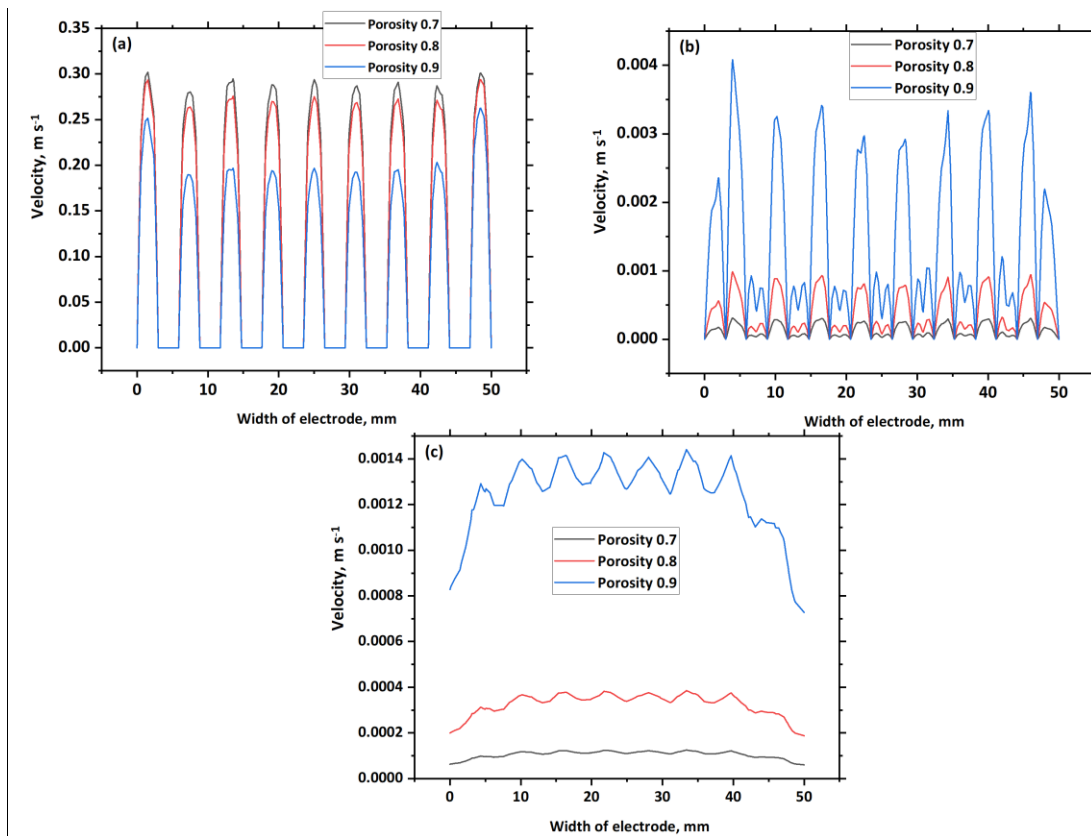 (a)
Porosity 0.7
Porosity 0.8
Porosity 0.9
Velocity, m s-1
0.35
0.30
0.25
0.20
0.15
0.10
0.05
0.00
0 10 20 30 40 50
Width of electrode, mm
(b)
Porosity 0.7
Porosity 0.8
Porosity 0.9
Velocity, m s-1
0.004
0.003
0.002
0.001
0.000
0 10 20 30 40 50
Width of electrode, mm
(c)
Porosity 0.7
Porosity 0.8
Porosity 0.9
Velocity, m s-1
0.0014
0.0012
0.0010
0.0008
0.0006
0.0004
0.0002
0.0000
0 10 20 30 40 50
Width of electrode, mm